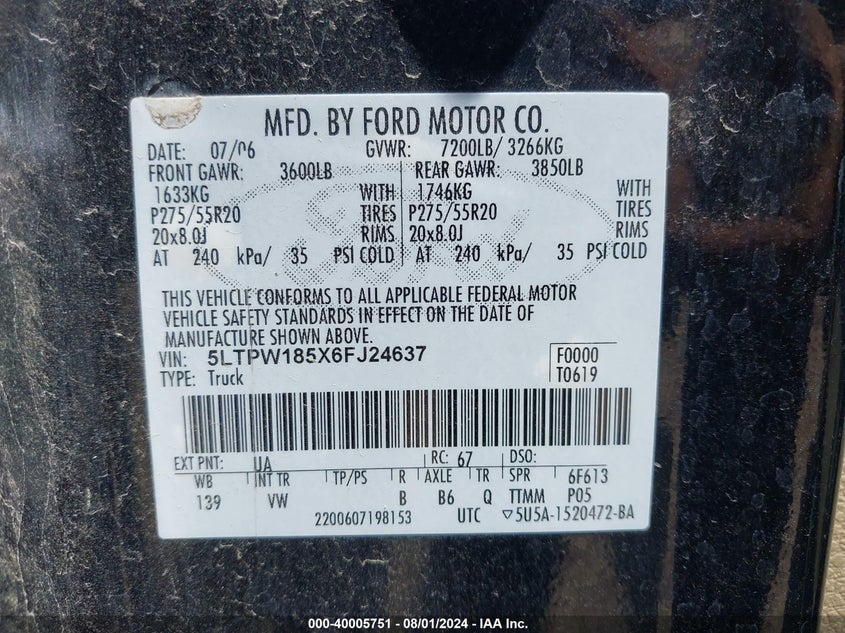 MFD. BY FORD MOTOR CO.
DATE: 07/06 GVWR: 7200LB/ 3266KG
FRONT GAWR: 3600LB REAR GAWR: 3850LB
1633KG WITH 1746KG WITH
P275/55R20 TIRES P275/55R20 TIRES
20x8.0J RIMS 20x8.0J RIMS
AT 240 kPa/ 35 PSI COLD AT 240 kPa/ 35 PSI COLD
THIS VEHICLE CONFORMS TO ALL APPLICABLE FEDERAL MOTOR
VEHICLE SAFETY STANDARDS IN EFFECT ON THE DATE OF
MANUFACTURE SHOWN ABOVE.
VIN: 5LTPW185X6FJ24637 F0000
TYPE: Truck T0619
EXT PNT: UA RC: 67 DSO:
WB INT TR TP/PS R AXLE TR SPR 6F613
139 VW B B6 Q TTMM P05
2200607198153 UTC ▽5U5A-1520472-BA
000-40005751 - 08/01/2024 - IAA Inc.